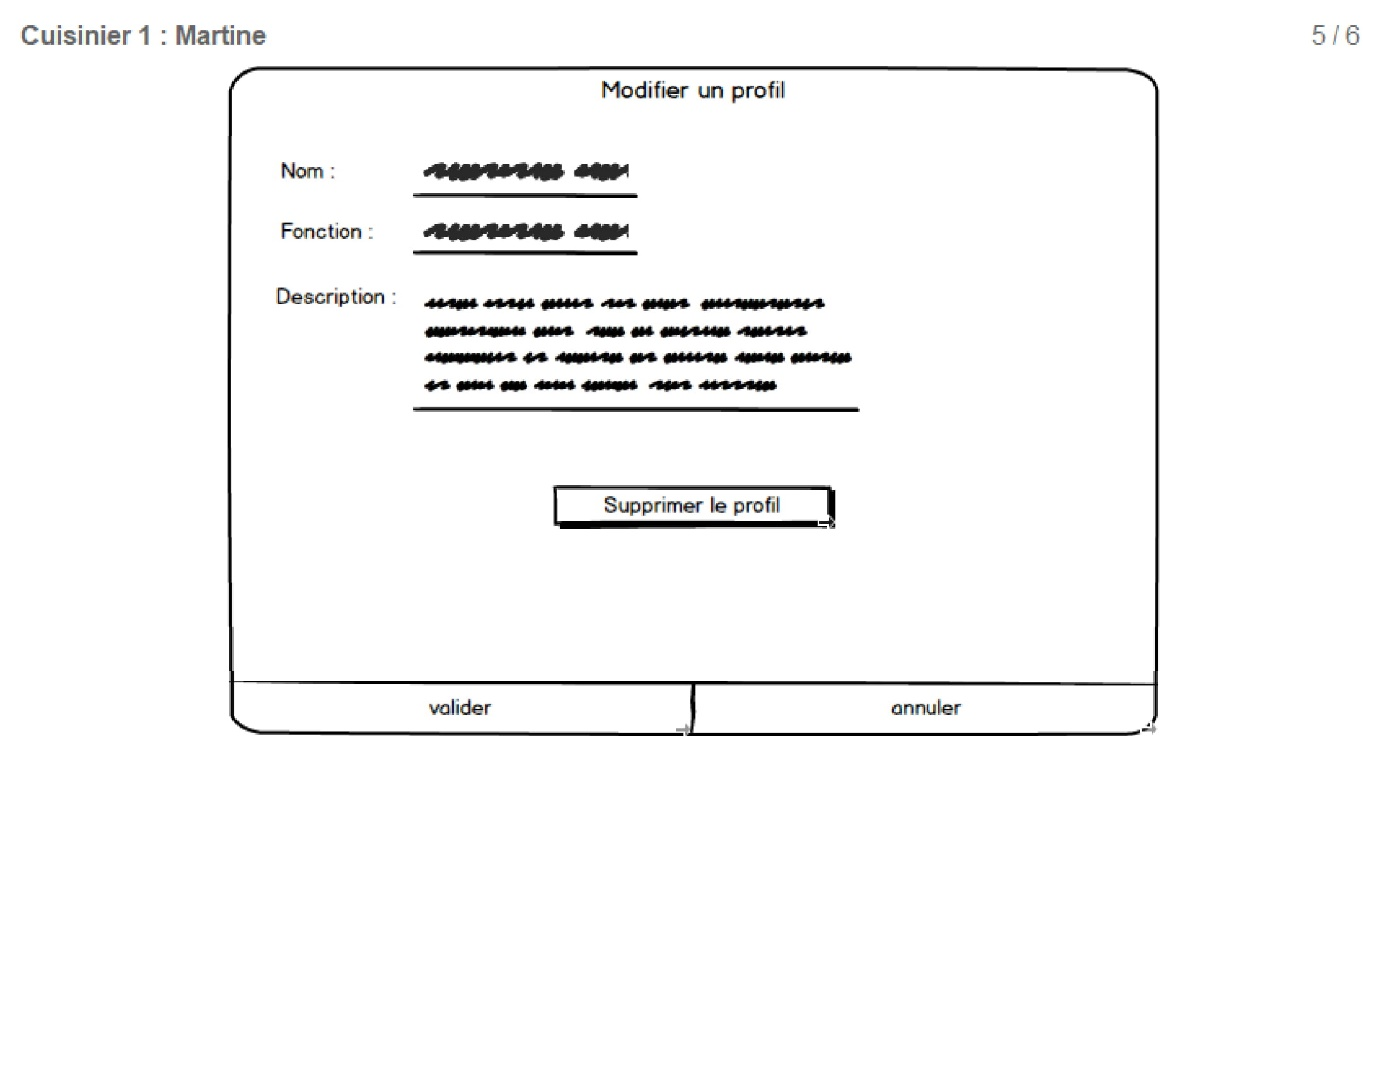 Cuisinier 1 : Martine
5 / 6
Modifier un profil
Nom :
Fonction :
Description :
Supprimer le profil
valider
annuler